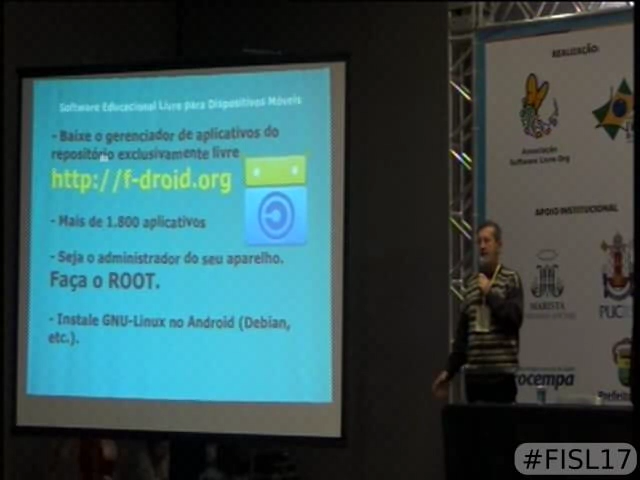 Software Educacional Livre para Dispositivos Móveis
- Baixe o gerenciador de aplicativos do
repositório exclusivamente livre
http://f-droid.org
- Mais de 1.800 aplicativos
- Seja o administrador do seu aparelho.
Faça o ROOT.
- Instale GNU-Linux no Android (Debian,
etc.).
REALIZAÇÃO:
Associação
Software Livre.Org
APOIO INSTITUCIONAL
MARISTA
PUC
ocempa
Prefeit
#FISL17